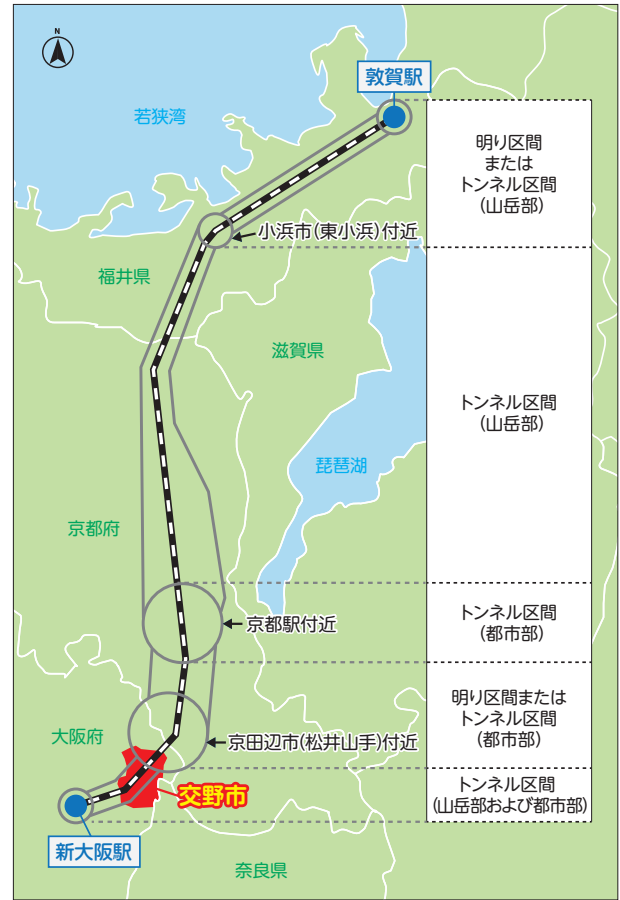 N
敦賀駅
若狭湾
明り区間
または
トンネル区間
(山岳部)
小浜市(東小浜)付近
福井県
滋賀県
トンネル区間
(山岳部)
琵琶湖
京都府
京都駅付近
トンネル区間
(都市部)
明り区間または
トンネル区間
(都市部)
大阪府
京田辺市(松井山手)付近
交野市
トンネル区間
(山岳部および都市部)
新大阪駅
奈良県